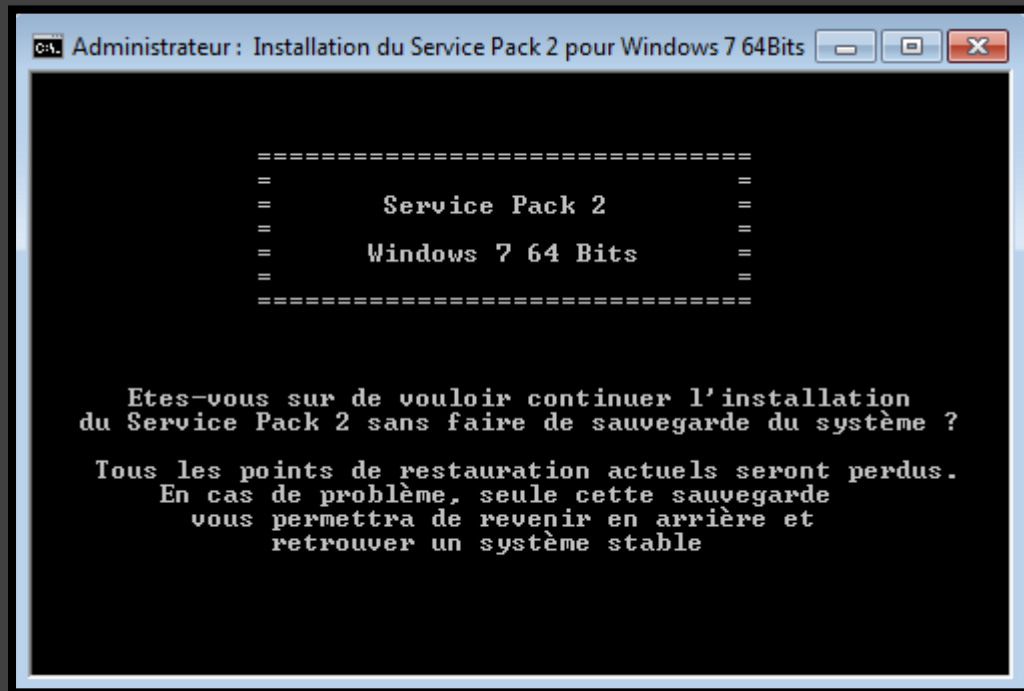 Administrateur : Installation du Service Pack 2 pour Windows 7 64Bits
===============================
= =
= Service Pack 2 =
= =
= Windows 7 64 Bits =
= =
===============================
Etes-vous sur de vouloir continuer l'installation
du Service Pack 2 sans faire de sauvegarde du système ?
Tous les points de restauration actuels seront perdus.
En cas de problème, seule cette sauvegarde
vous permettra de revenir en arrière et
retrouver un système stable